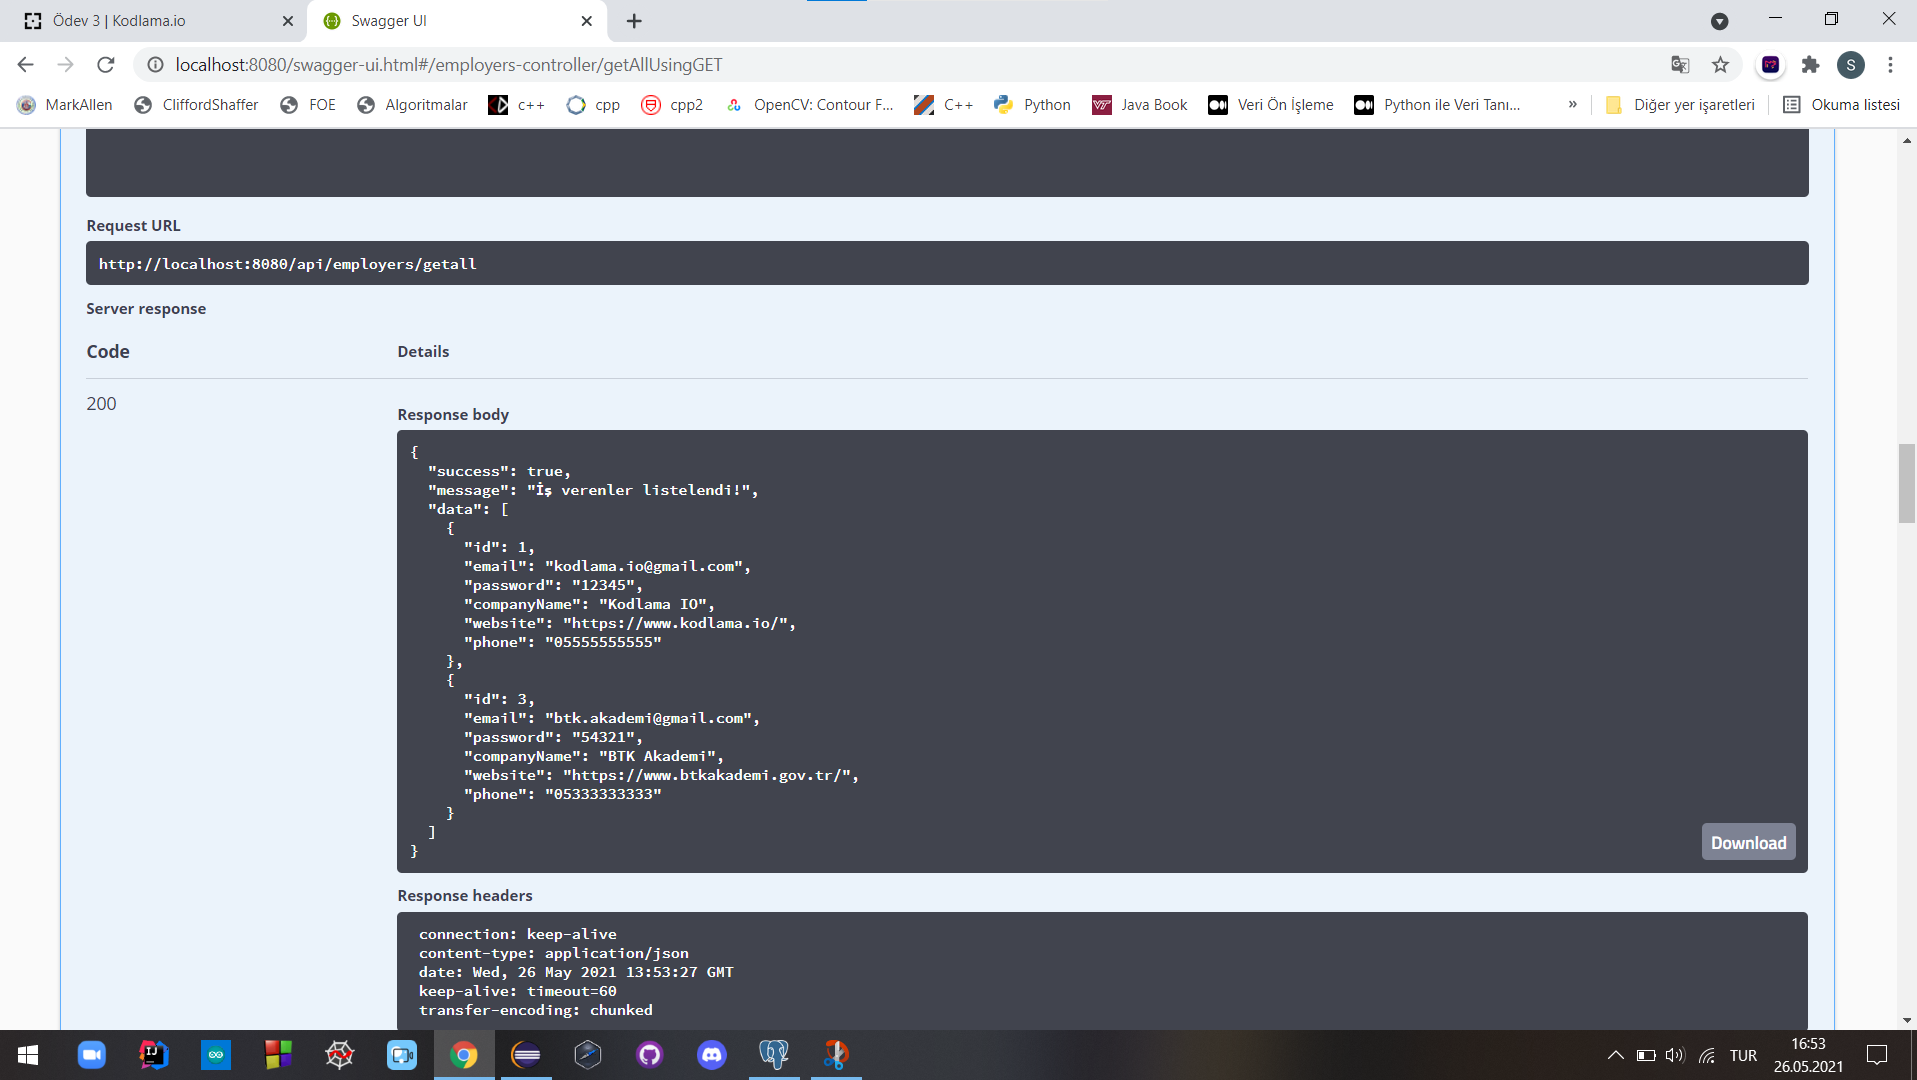 Ödev 3 | Kodlama.io
Swagger UI
localhost:8080/swagger-ui.html#/employers-controller/getAllUsingGET
S
MarkAllen
CliffordShaffer
FOE
Algoritmalar
c++
cpp
cpp2
OpenCV: Contour F...
C++
Python
Java Book
Veri Ön İşleme
Python ile Veri Tanı...
»
Diğer yer işaretleri
Okuma listesi
Request URL
http://localhost:8080/api/employers/getall
Server response
Code
Details
200
Response body
{
"success": true,
"message": "İş verenler listelendi!",
"data": [
{
"id": 1,
"email": "kodlama.io@gmail.com",
"password": "12345",
"companyName": "Kodlama IO",
"website": "https://www.kodlama.io/",
"phone": "05555555555"
},
{
"id": 3,
"email": "btk.akademi@gmail.com",
"password": "54321",
"companyName": "BTK Akademi",
"website": "https://www.btkakademi.gov.tr/",
"phone": "05333333333"
}
]
}
Download
Response headers
connection: keep-alive
content-type: application/json
date: Wed, 26 May 2021 13:53:27 GMT
keep-alive: timeout=60
transfer-encoding: chunked
TUR
16:53
26.05.2021